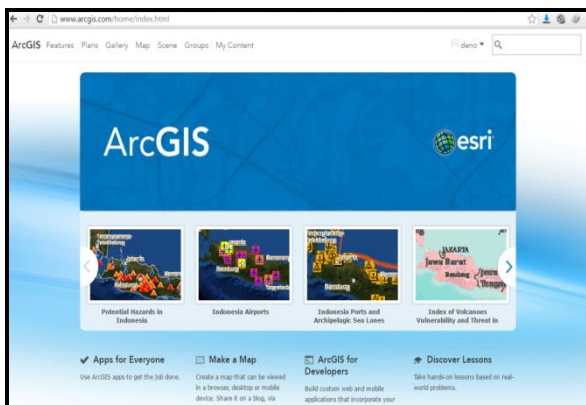 www.arcgis.com/home/index.html
ArcGIS Features Plans Gallery Map Scene Groups My Content deno
ArcGIS
esri
JAKARTA
Jawa Barat
Bandung
Potential Hazards in
Indonesia
Indonesia Airports
Indonesia Ports and
Archipelagic Sea Lanes
Index of Volcanoes
Vulnerability and Threat in
Apps for Everyone
Use ArcGIS apps to get the job done.
Make a Map
Create a map that can be viewed
in a browser, desktop or mobile
device. Share it on a blog, via
ArcGIS for
Developers
Build custom web and mobile
applications that incorporate your
Discover Lessons
Take hands-on lessons based on real-
world problems.